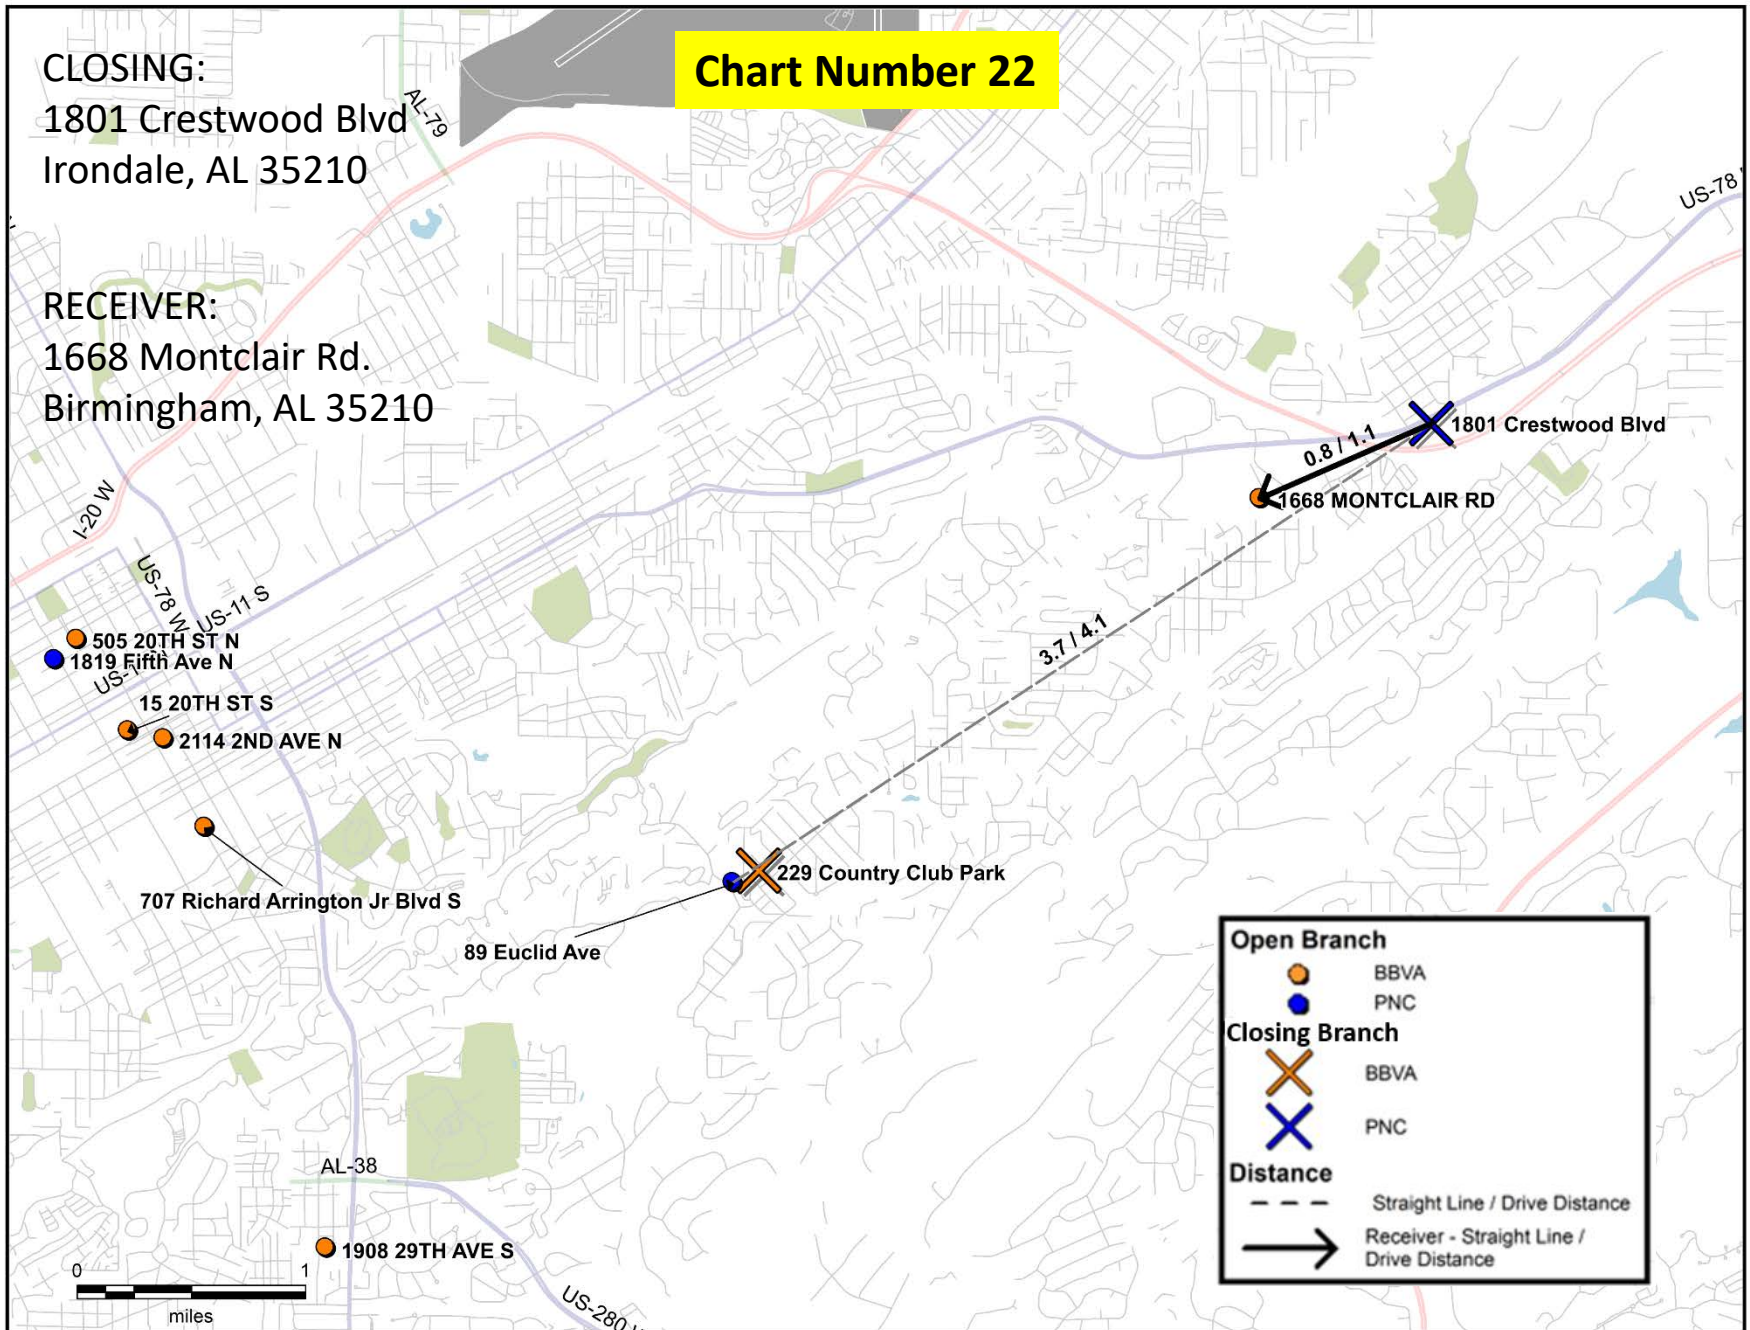 Chart Number 22
CLOSING:
1801 Crestwood Blvd
Irondale, AL 35210
AL-79
US-78
RECEIVER:
1668 Montclair Rd.
Birmingham, AL 35210
1801 Crestwood Blvd
0.8 / 1.1
1668 MONTCLAIR RD
I-20 W
US-78 W
US-11 S
505 20TH ST N
1819 Fifth Ave N
US-
3.7 / 4.1
15 20TH ST S
2114 2ND AVE N
229 Country Club Park
707 Richard Arrington Jr Blvd S
89 Euclid Ave
Open Branch
BBVA
PNC
Closing Branch
BBVA
PNC
Distance
Straight Line / Drive Distance
Receiver - Straight Line /
Drive Distance
AL-38
1908 29TH AVE S
US-280
0 1
miles